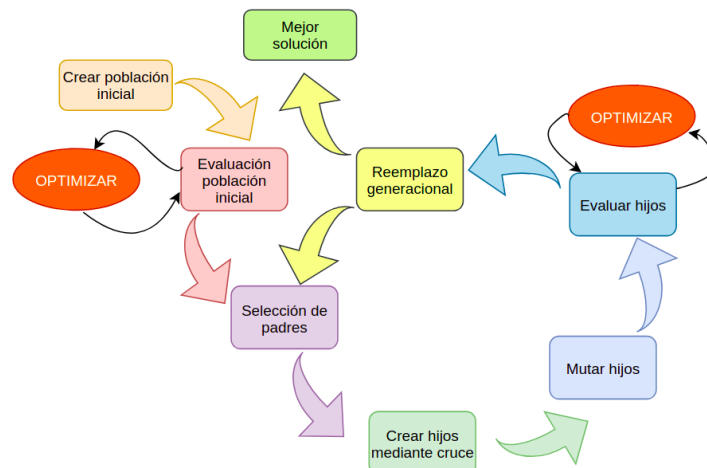 Mejor
solución
Crear población
inicial
OPTIMIZAR
Evaluación
población
inicial
Reemplazo
generacional
OPTIMIZAR
Evaluar hijos
Selección de
padres
Mutar hijos
Crear hijos
mediante cruce